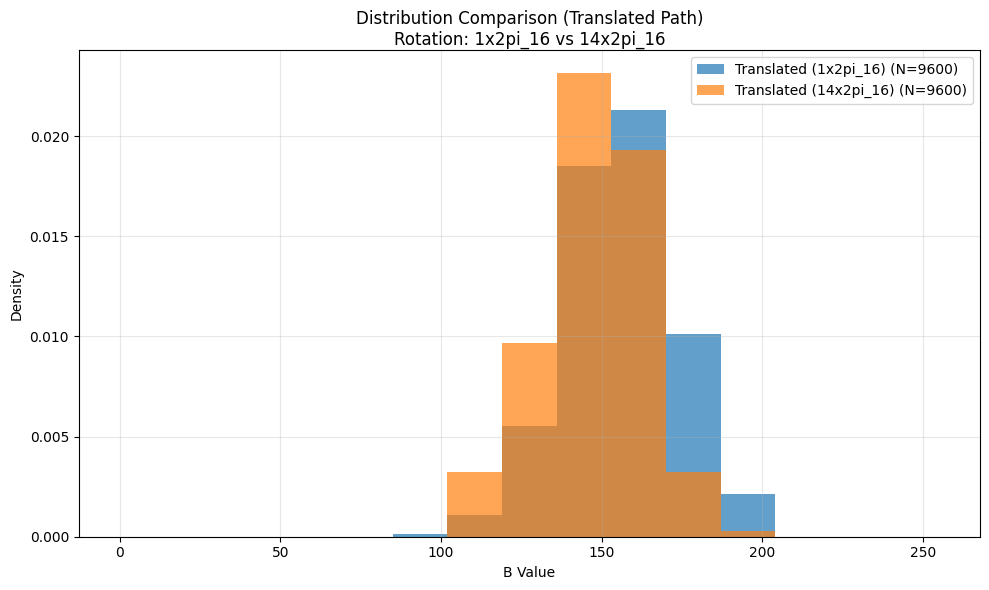 Distribution Comparison (Translated Path)
Rotation: 1x2pi_16 vs 14x2pi_16
Translated (1x2pi_16) (N=9600)
Translated (14x2pi_16) (N=9600)
Density
0.020
0.015
0.010
0.005
0.000
0 50 100 150 200 250
B Value